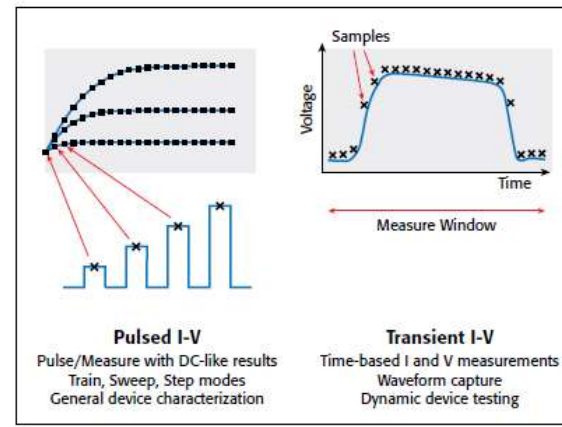 Samples
Voltage
Time
Measure Window
Pulsed I-V
Pulse/Measure with DC-like results
Train, Sweep, Step modes
General device characterization
Transient I-V
Time-based I and V measurements
Waveform capture
Dynamic device testing